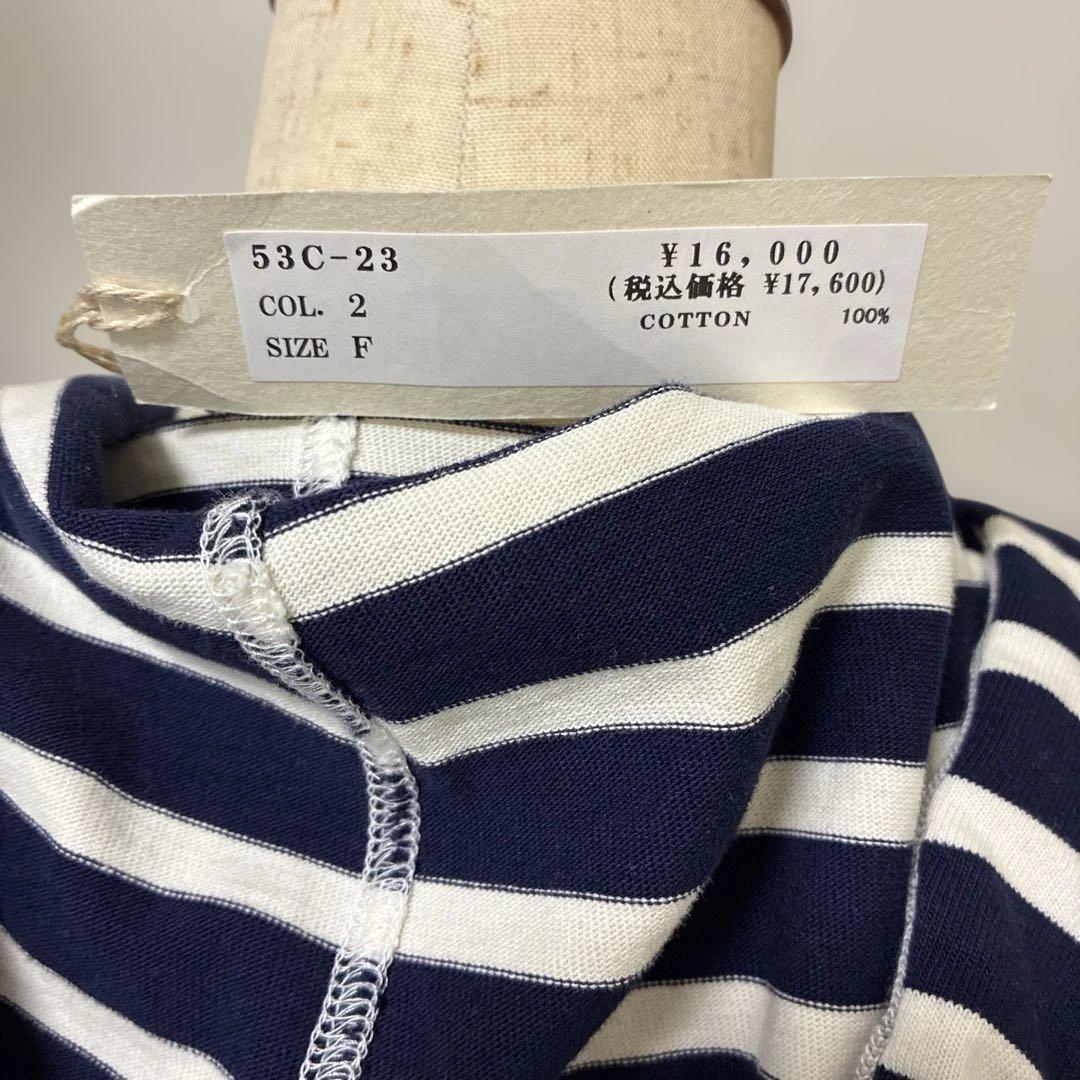 53C-23
COL. 2
SIZE F
¥16,000
(税込価格 ¥17,600)
COTTON 100%